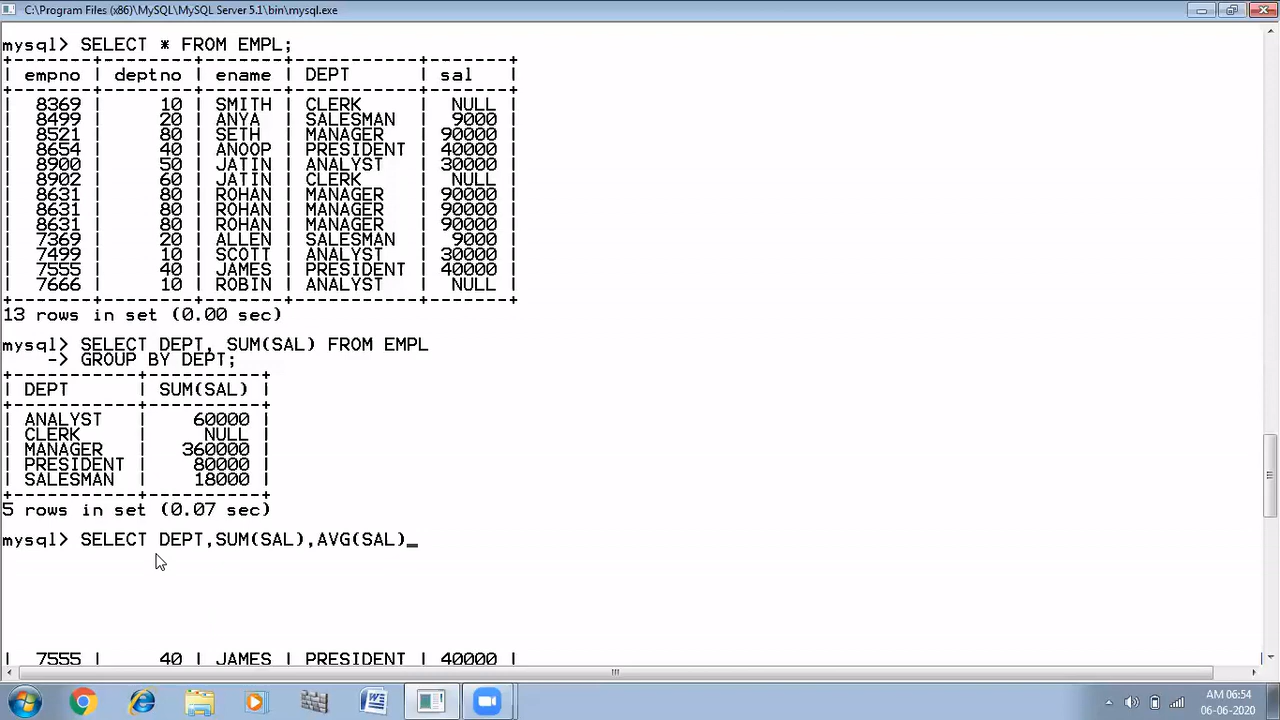 C:\Program Files (x86)\MySQL\MySQL Server 5.1\bin\mysql.exe
mysql> SELECT * FROM EMPL;
+-------+--------+-------+-----------+-------+
| empno | deptno | ename | DEPT | sal |
+-------+--------+-------+-----------+-------+
| 8369 | 10 | SMITH | CLERK | NULL |
| 8499 | 20 | ANYA | SALESMAN | 9000 |
| 8521 | 80 | SETH | MANAGER | 90000 |
| 8654 | 40 | ANOOP | PRESIDENT | 40000 |
| 8900 | 50 | JATIN | ANALYST | 30000 |
| 8902 | 60 | JATIN | CLERK | NULL |
| 8631 | 80 | ROHAN | MANAGER | 90000 |
| 8631 | 80 | ROHAN | MANAGER | 90000 |
| 8631 | 80 | ROHAN | MANAGER | 90000 |
| 7369 | 20 | ALLEN | SALESMAN | 9000 |
| 7499 | 10 | SCOTT | ANALYST | 30000 |
| 7555 | 40 | JAMES | PRESIDENT | 40000 |
| 7666 | 10 | ROBIN | ANALYST | NULL |
+-------+--------+-------+-----------+-------+
13 rows in set (0.00 sec)
mysql> SELECT DEPT, SUM(SAL) FROM EMPL
-> GROUP BY DEPT;
+-----------+----------+
| DEPT | SUM(SAL) |
+-----------+----------+
| ANALYST | 60000 |
| CLERK | NULL |
| MANAGER | 360000 |
| PRESIDENT | 80000 |
| SALESMAN | 18000 |
+-----------+----------+
5 rows in set (0.07 sec)
mysql> SELECT DEPT,SUM(SAL),AVG(SAL)_
| 7555 | 40 | JAMES | PRESIDENT | 40000 |
AM 06:54
06-06-2020